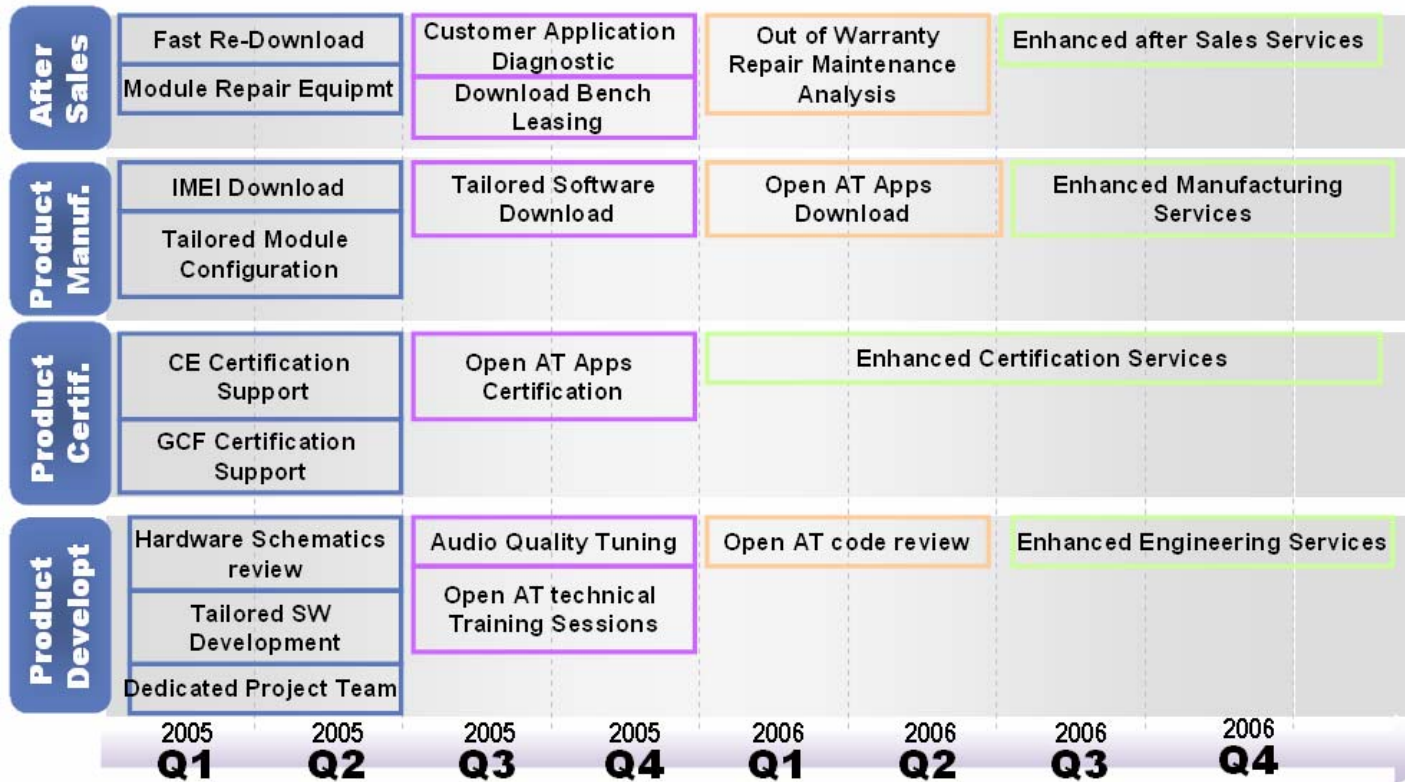 After
Sales
Fast Re-Download
Module Repair Equipmt
Customer Application
Diagnostic
Download Bench
Leasing
Out of Warranty
Repair Maintenance
Analysis
Enhanced after Sales Services
Product
Manuf.
IMEI Download
Tailored Module
Configuration
Tailored Software
Download
Open AT Apps
Download
Enhanced Manufacturing
Services
Product
Certif.
CE Certification
Support
GCF Certification
Support
Open AT Apps
Certification
Enhanced Certification Services
Product
Developt
Hardware Schematics
review
Tailored SW
Development
Dedicated Project Team
Audio Quality Tuning
Open AT technical
Training Sessions
Open AT code review
Enhanced Engineering Services
2005
Q1
2005
Q2
2005
Q3
2005
Q4
2006
Q1
2006
Q2
2006
Q3
2006
Q4